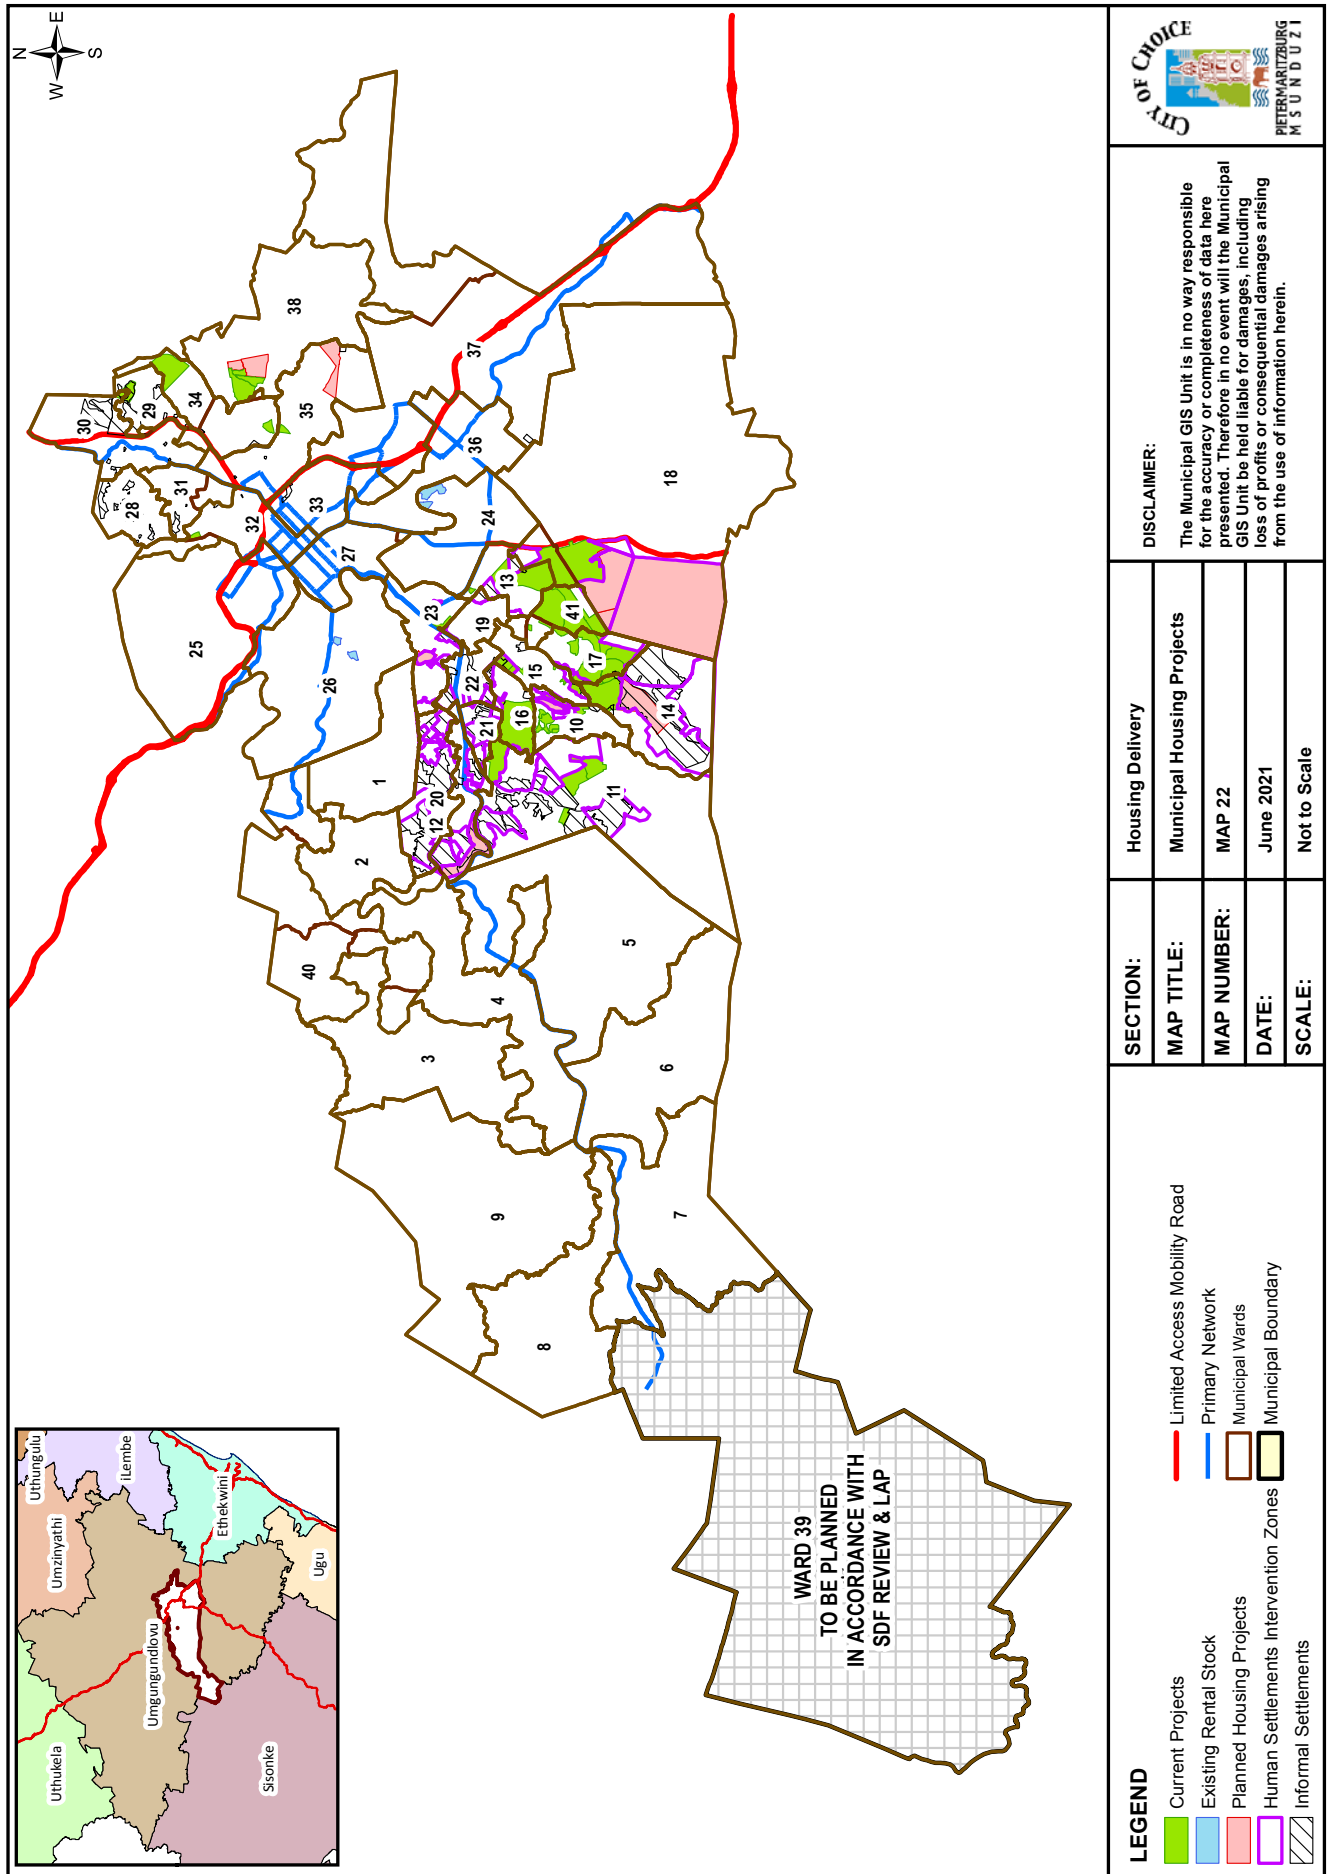 N
W
E
S
Uthukela
Umzinyathi
Uthungulu
iLembe
Umgungundlovu
Ethekwini
Ugu
Sisonke
30
29
28
34
31
38
32
35
33
25
37
27
36
26
24
18
23
13
1
19
41
22
15
17
2
20
21
16
12
10
14
40
11
5
4
3
6
9
7
8
WARD 39
TO BE PLANNED
IN ACCORDANCE WITH
SDF REVIEW & LAP
LEGEND
Current Projects
Existing Rental Stock
Planned Housing Projects
Human Settlements Intervention Zones
Informal Settlements
Limited Access Mobility Road
Primary Network
Municipal Wards
Municipal Boundary
SECTION: Housing Delivery
MAP TITLE: Municipal Housing Projects
MAP NUMBER: MAP 22
DATE: June 2021
SCALE: Not to Scale
DISCLAIMER:
The Municipal GIS Unit is in no way responsible
for the accuracy or completeness of data here
presented. Therefore in no event will the Municipal
GIS Unit be held liable for damages, including
loss of profits or consequential damages arising
from the use of information herein.
CITY OF CHOICE
PIETERMARITZBURG
MSUNDUZI